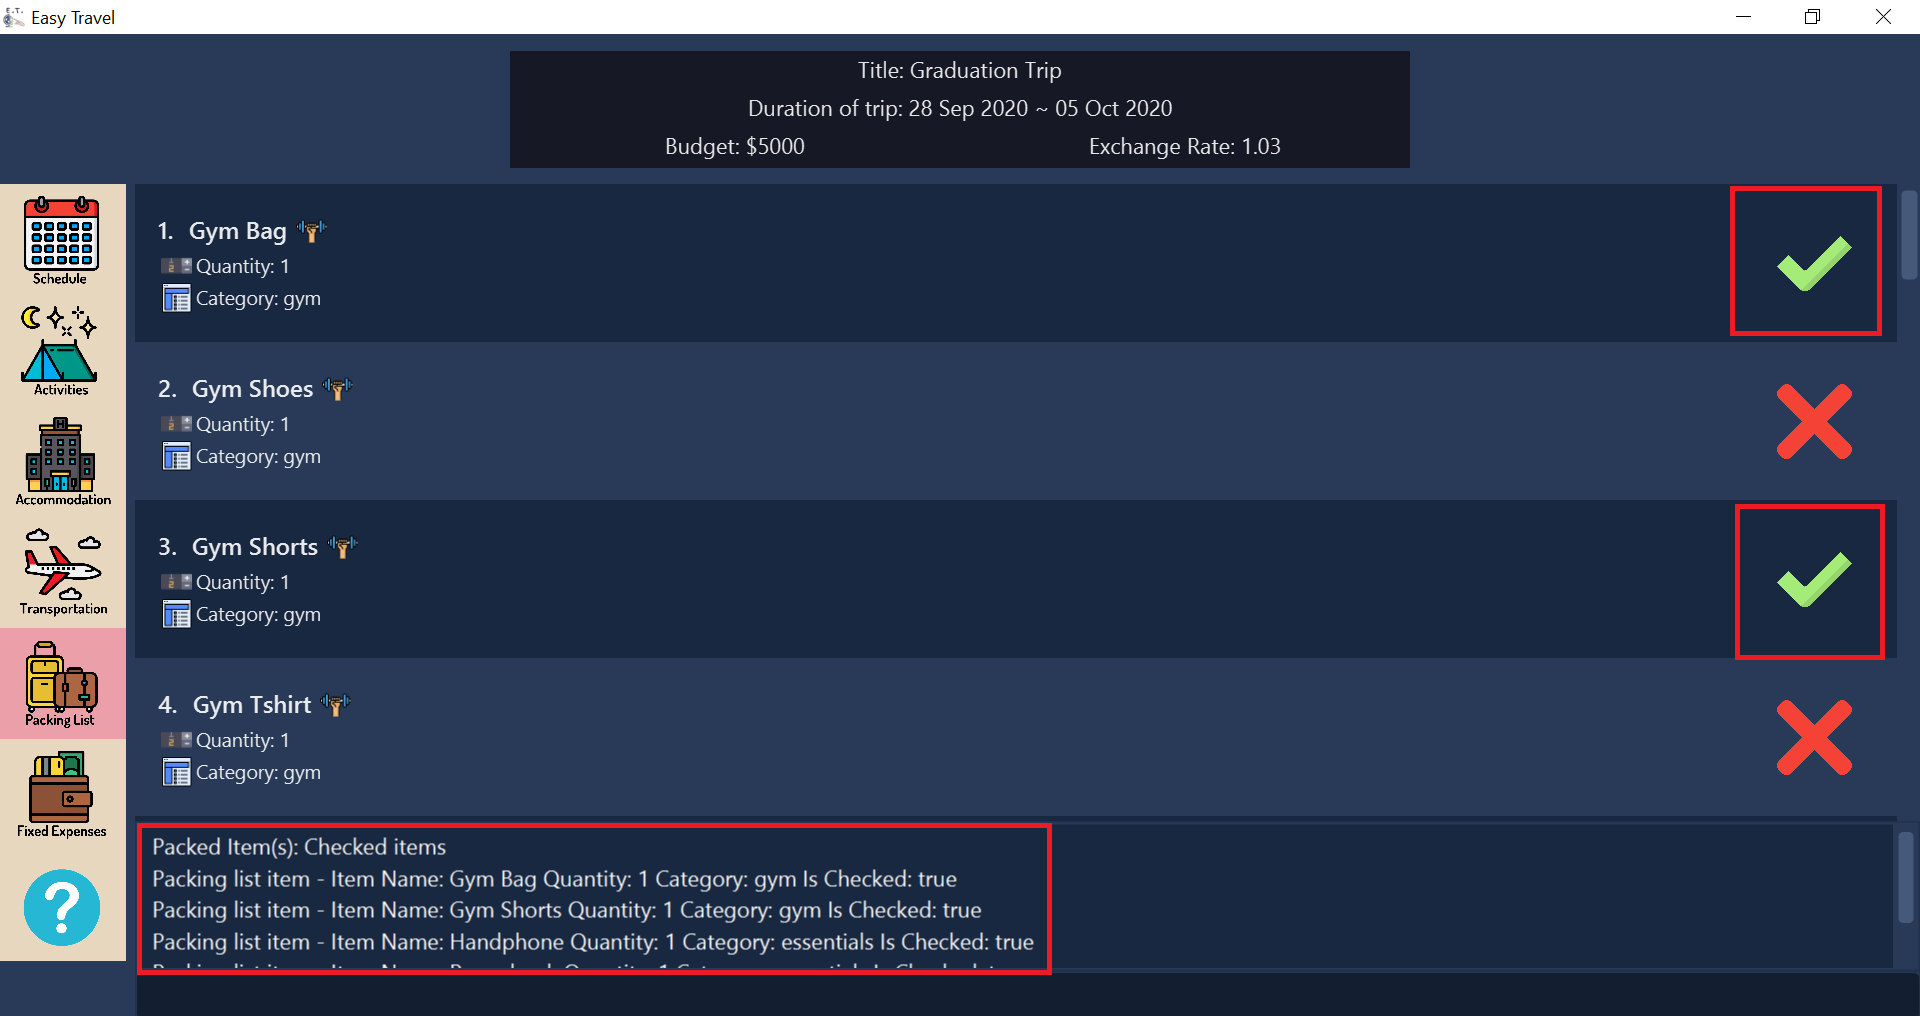 Easy Travel
Title: Graduation Trip
Duration of trip: 28 Sep 2020 ~ 05 Oct 2020
Budget: $5000 Exchange Rate: 1.03
Schedule
Activities
Accommodation
Transportation
Packing List
Fixed Expenses
?
1. Gym Bag
Quantity: 1
Category: gym
2. Gym Shoes
Quantity: 1
Category: gym
3. Gym Shorts
Quantity: 1
Category: gym
4. Gym Tshirt
Quantity: 1
Category: gym
Packed Item(s): Checked items
Packing list item - Item Name: Gym Bag Quantity: 1 Category: gym Is Checked: true
Packing list item - Item Name: Gym Shorts Quantity: 1 Category: gym Is Checked: true
Packing list item - Item Name: Handphone Quantity: 1 Category: essentials Is Checked: true